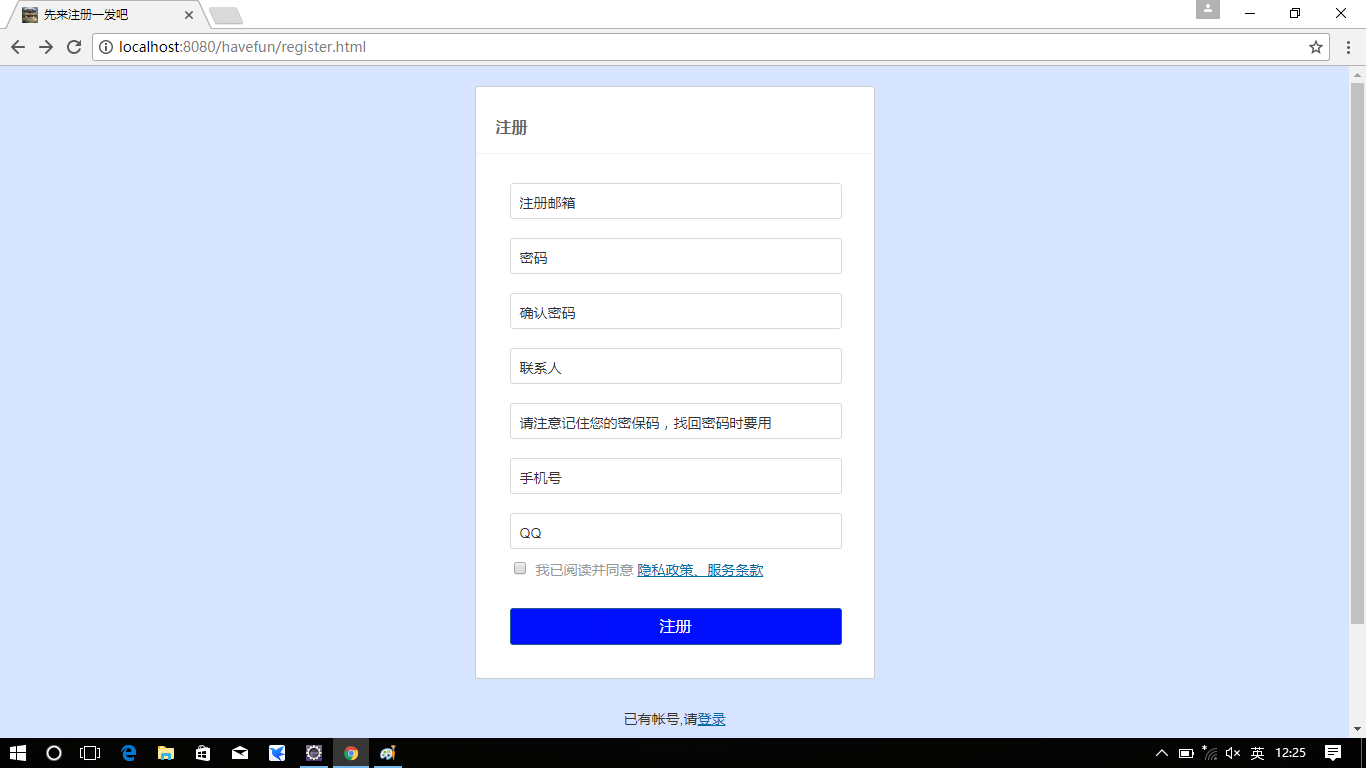 先来注册一发吧
localhost:8080/havefun/register.html
注册
注册邮箱
密码
确认密码
联系人
请注意记住您的密保码，找回密码时要用
手机号
QQ
我已阅读并同意 隐私政策、服务条款
注册
已有帐号,请登录
英 12:25